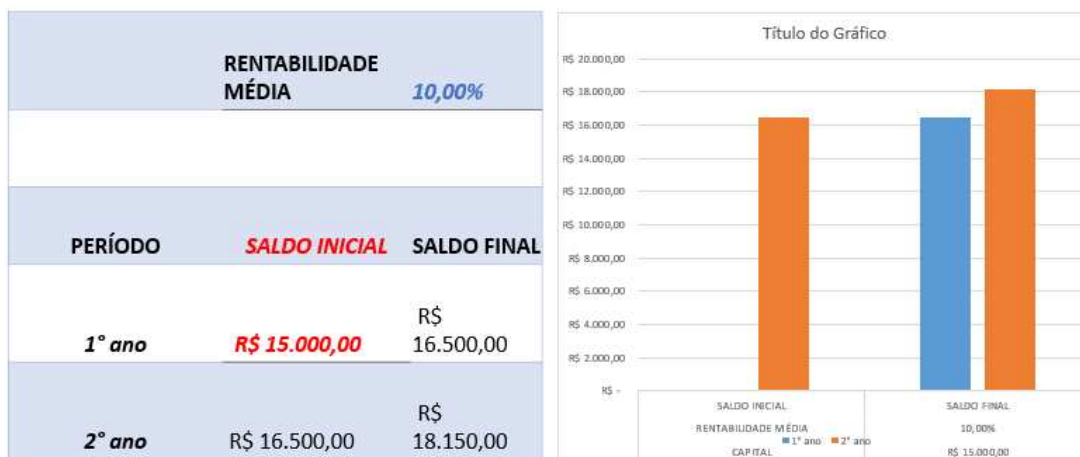 RENTABILIDADE
MÉDIA
10,00%
PERÍODO
SALDO INICIAL
SALDO FINAL
R$
1° ano
R$ 15.000,00
16.500,00
R$
2° ano
R$ 16.500,00
18.150,00
Título do Gráfico
R$ 20.000,00
R$ 18.000,00
R$ 16.000,00
R$ 14.000,00
R$ 12.000,00
R$ 10.000,00
R$ 8.000,00
R$ 6.000,00
R$ 4.000,00
R$ 2.000,00
R$ -
SALDO INICIAL
SALDO FINAL
RENTABILIDADE MÉDIA
10,00%
1° ano
2° ano
CAPITAL
R$ 15.000,00